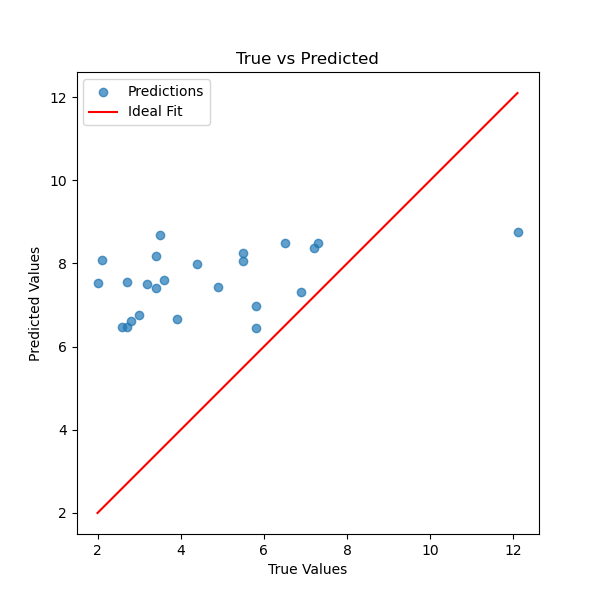 True vs Predicted
Predictions
Ideal Fit
12
10
8
6
4
2
Predicted Values
2 4 6 8 10 12
True Values